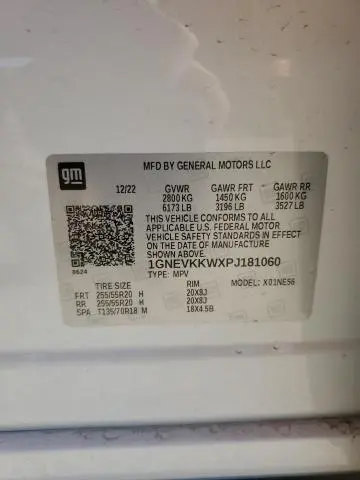 gm
MFD BY GENERAL MOTORS LLC
12/22 GVWR GAWR FRT GAWR RR
2800 KG 1450 KG 1600 KG
6173 LB 3196 LB 3527 LB
THIS VEHICLE CONFORMS TO ALL
APPLICABLE U.S. FEDERAL MOTOR
VEHICLE SAFETY STANDARDS IN
EFFECT ON THE DATE OF
MANUFACTURE SHOWN ABOVE.
0624
1GNEVKKWXPJ181060
TYPE: MPV
TIRE SIZE RIM MODEL: X01NE56
FRT 255/55R20 H 20X8J
RR 255/55R20 H 20X8J
SPA T135/70R18 M 18X4.5B